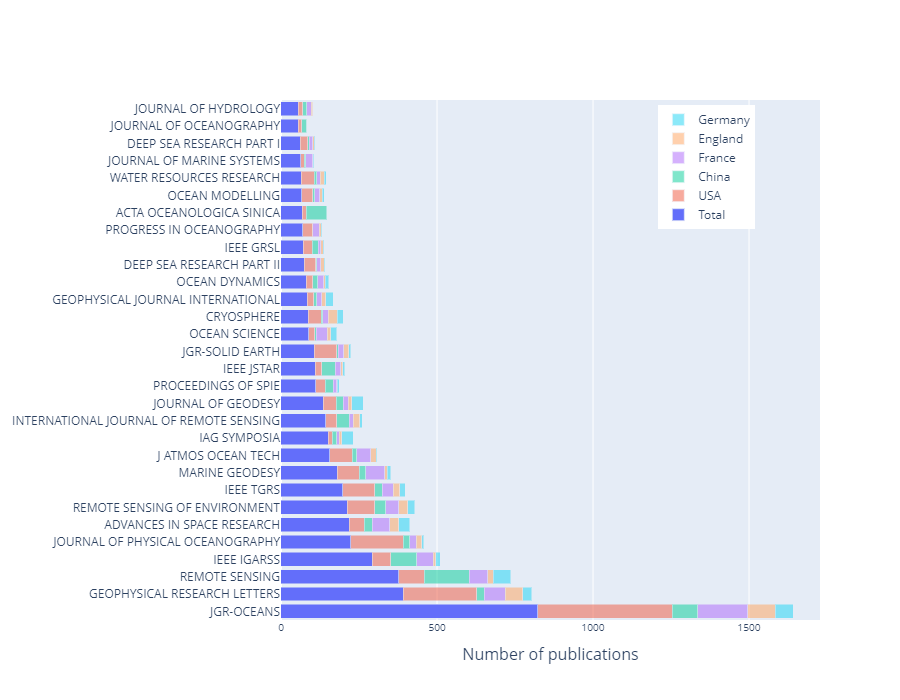 JOURNAL OF HYDROLOGY
JOURNAL OF OCEANOGRAPHY
DEEP SEA RESEARCH PART I
JOURNAL OF MARINE SYSTEMS
WATER RESOURCES RESEARCH
OCEAN MODELLING
ACTA OCEANOLOGICA SINICA
PROGRESS IN OCEANOGRAPHY
IEEE GRSL
DEEP SEA RESEARCH PART II
OCEAN DYNAMICS
GEOPHYSICAL JOURNAL INTERNATIONAL
CRYOSPHERE
OCEAN SCIENCE
JGR-SOLID EARTH
IEEE JSTAR
PROCEEDINGS OF SPIE
JOURNAL OF GEODESY
INTERNATIONAL JOURNAL OF REMOTE SENSING
IAG SYMPOSIA
J ATMOS OCEAN TECH
MARINE GEODESY
IEEE TGRS
REMOTE SENSING OF ENVIRONMENT
ADVANCES IN SPACE RESEARCH
JOURNAL OF PHYSICAL OCEANOGRAPHY
IEEE IGARSS
REMOTE SENSING
GEOPHYSICAL RESEARCH LETTERS
JGR-OCEANS
Germany
England
France
China
USA
Total
0 500 1000 1500
Number of publications